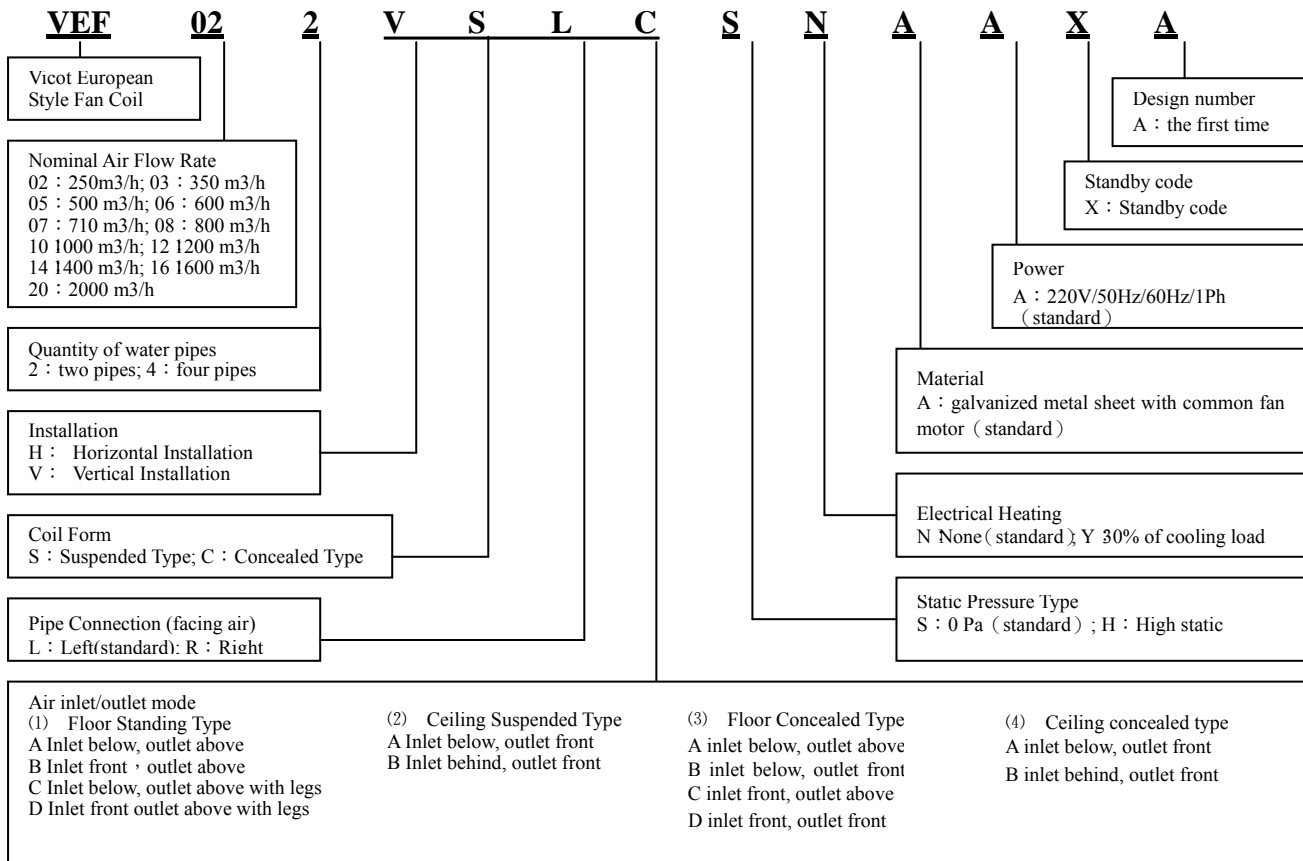 VEF 02 2 V S L C S N A A X A
Vicot European
Style Fan Coil
Nominal Air Flow Rate
02：250m3/h; 03：350 m3/h
05：500 m3/h; 06：600 m3/h
07：710 m3/h; 08：800 m3/h
10 1000 m3/h; 12 1200 m3/h
14 1400 m3/h; 16 1600 m3/h
20：2000 m3/h
Quantity of water pipes
2：two pipes; 4：four pipes
Installation
H： Horizontal Installation
V： Vertical Installation
Coil Form
S：Suspended Type; C：Concealed Type
Pipe Connection (facing air)
L：Left(standard); R：Right
Design number
A：the first time
Standby code
X：Standby code
Power
A：220V/50Hz/60Hz/1Ph
（standard）
Material
A：galvanized metal sheet with common fan
motor（standard）
Electrical Heating
N None（standard）; Y 30% of cooling load
Static Pressure Type
S：0 Pa（standard）; H：High static
Air inlet/outlet mode
⑴ Floor Standing Type
A Inlet below, outlet above
B Inlet front，outlet above
C Inlet below, outlet above with legs
D Inlet front outlet above with legs
⑵ Ceiling Suspended Type
A Inlet below, outlet front
B Inlet behind, outlet front
⑶ Floor Concealed Type
A inlet below, outlet above
B inlet below, outlet front
C inlet front, outlet above
D inlet front, outlet front
⑷ Ceiling concealed type
A inlet below, outlet front
B inlet behind, outlet front